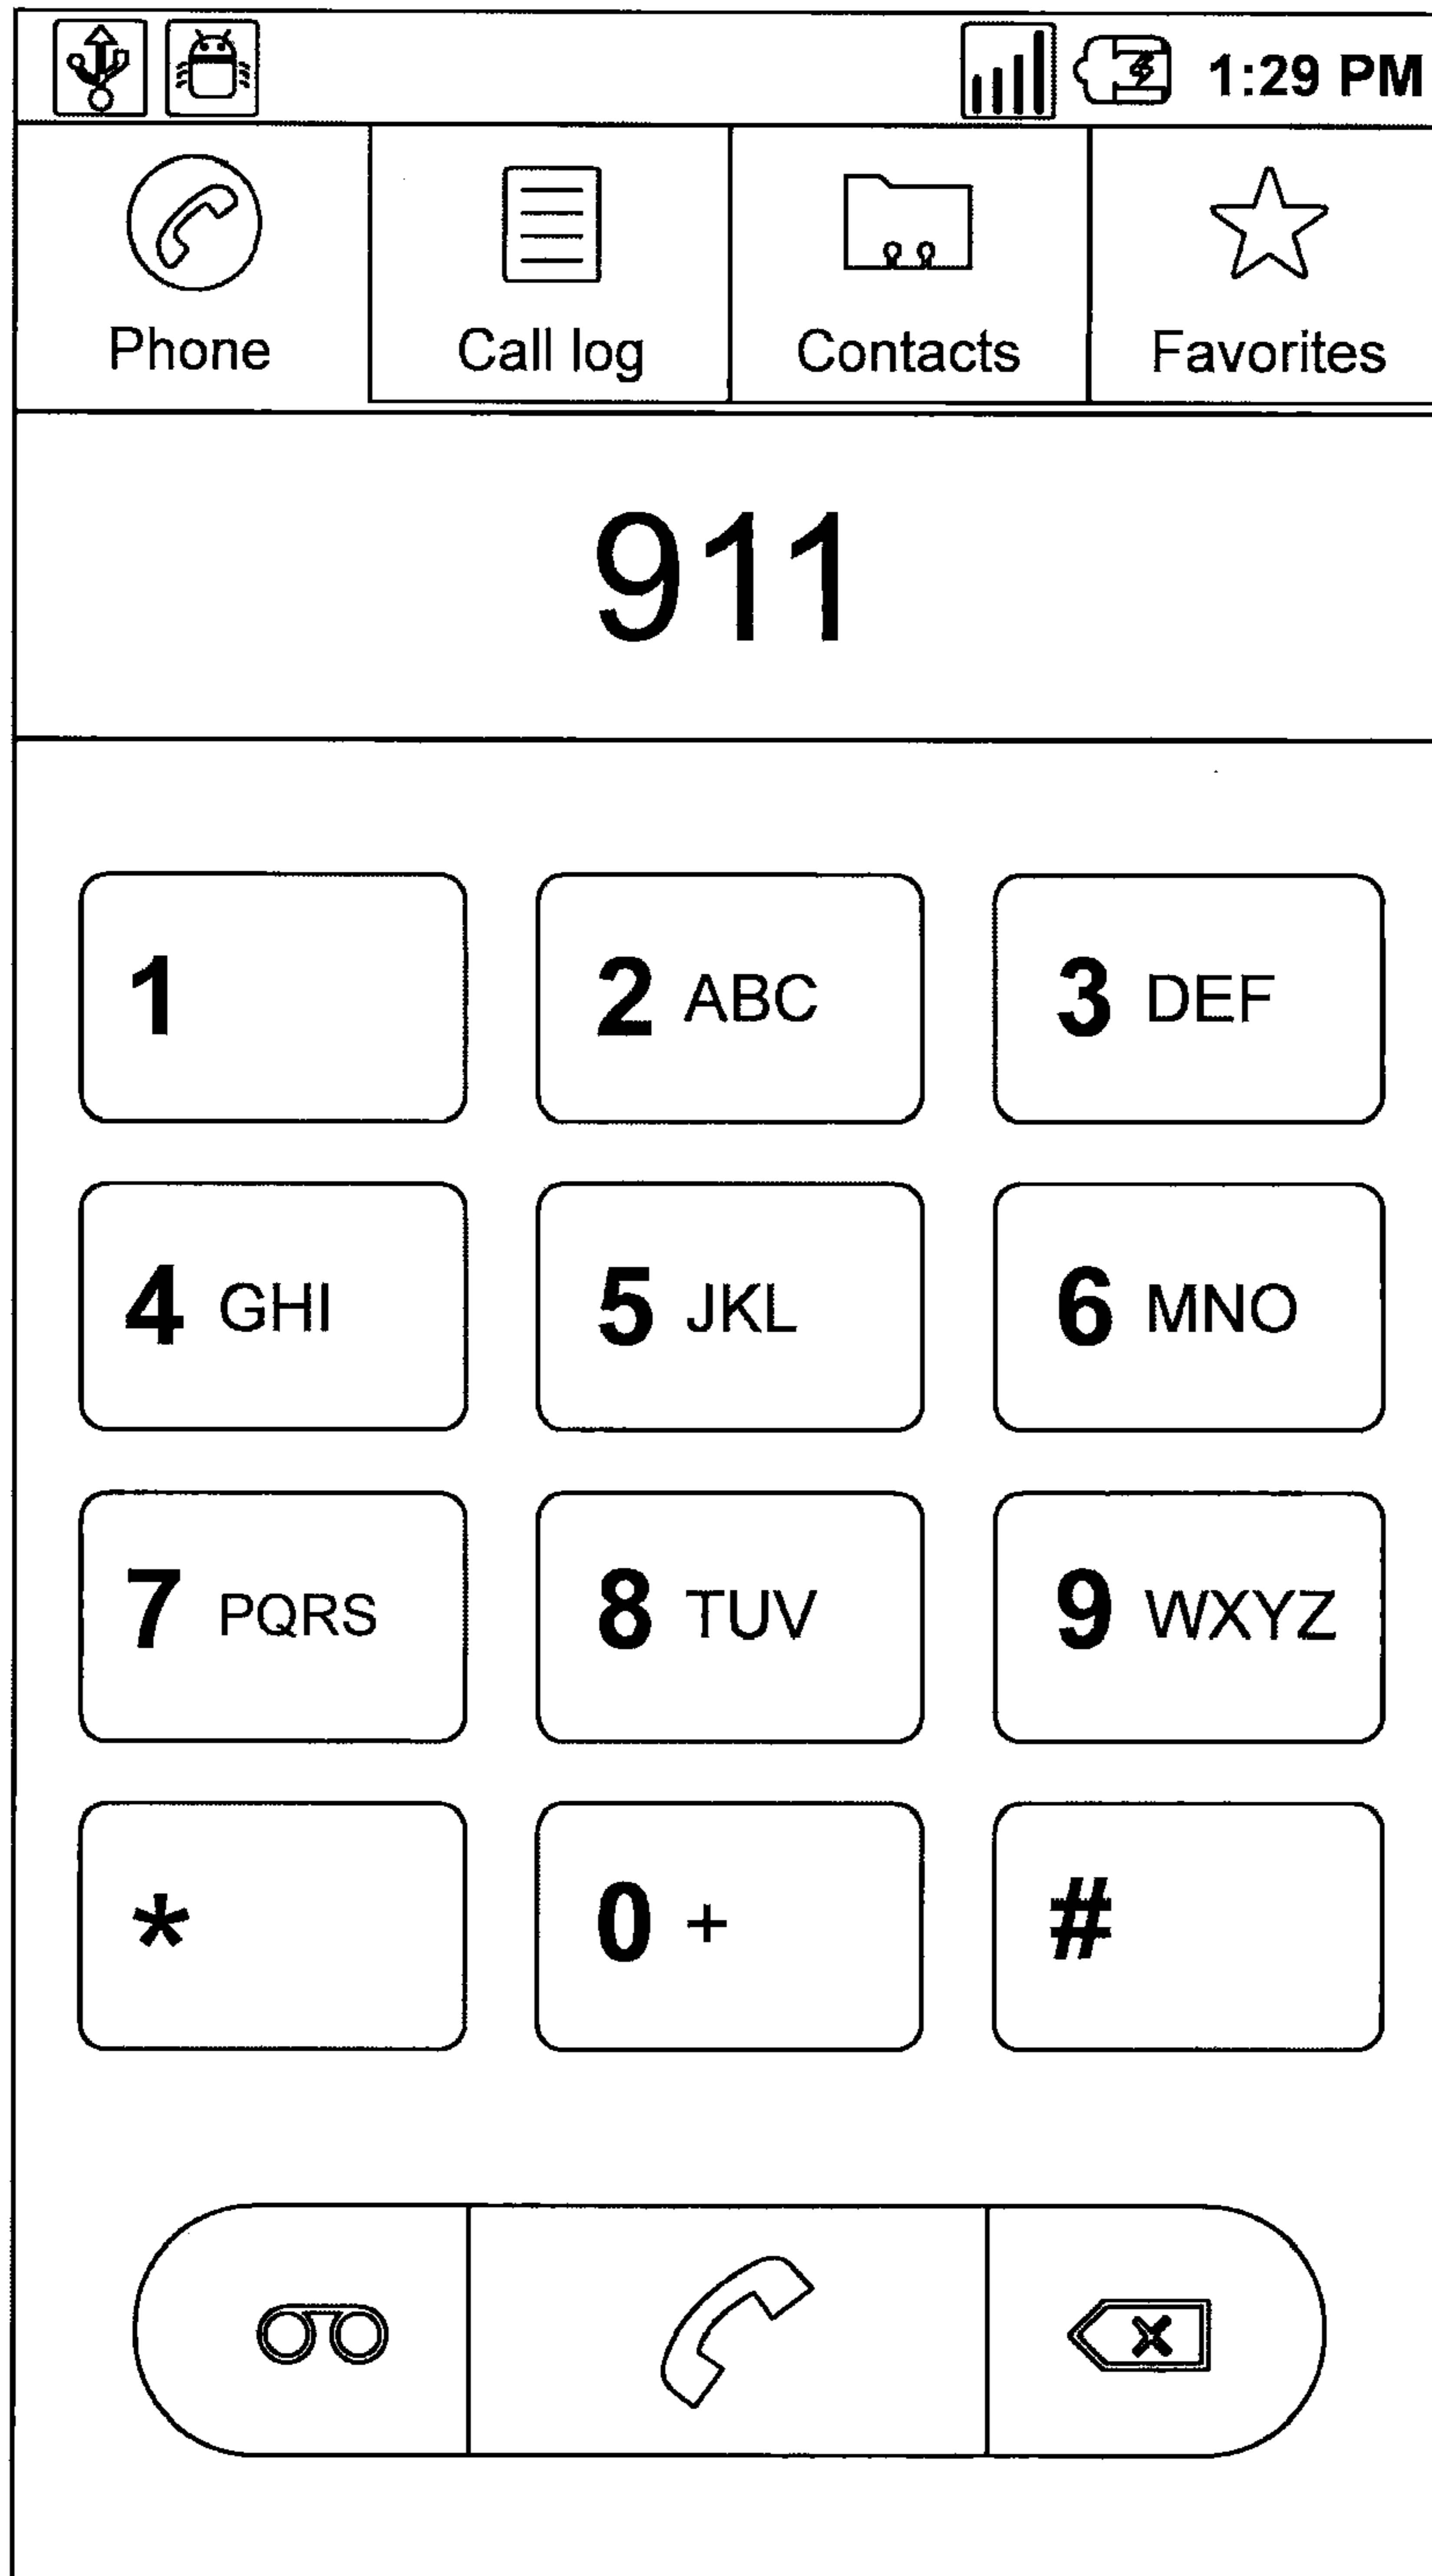 1:29 PM
Phone Call log Contacts Favorites
911
1 2 ABC 3 DEF
4 GHI 5 JKL 6 MNO
7 PQRS 8 TUV 9 WXYZ
* 0 + #